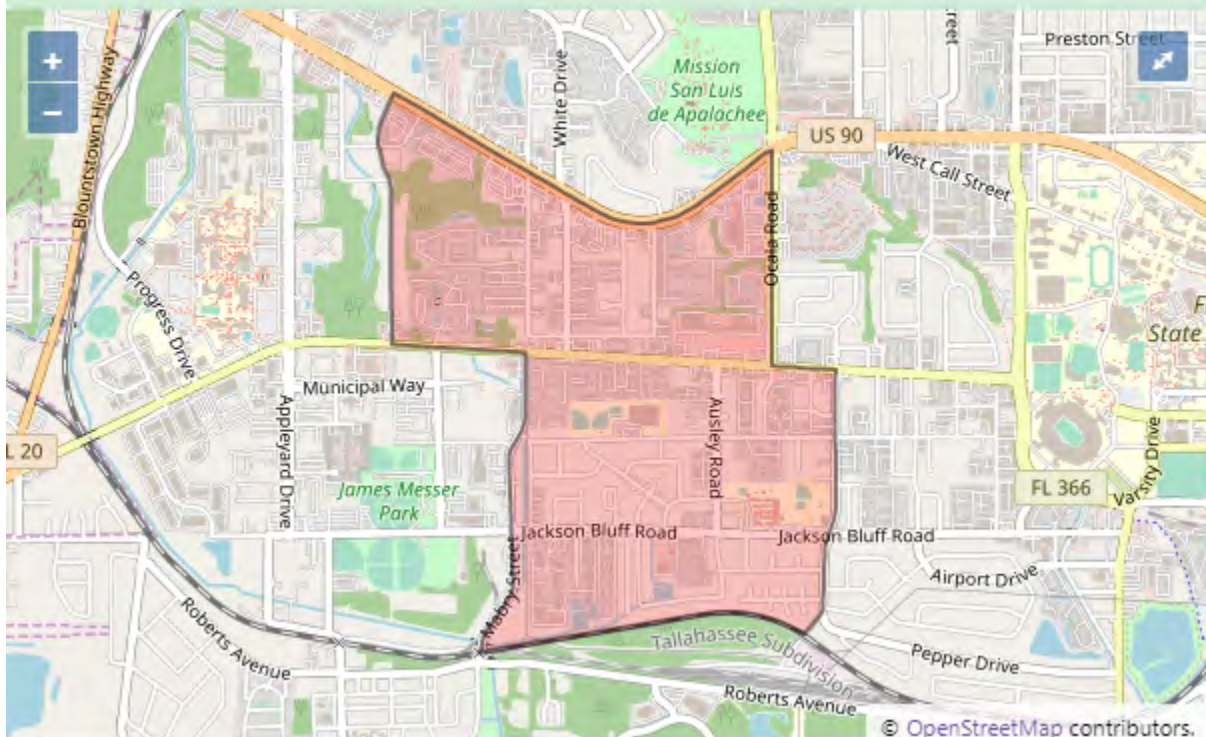 +
−
Blountstown Highway
White Drive
Mission
San Luis
de Apalachee
Preston Street
US 90
West Call Street
Ocala Road
Progress Drive
Municipal Way
Appleyard Drive
L 20
James Messer
Park
Ausley Road
State
FL 366
Varsity Drive
Jackson Bluff Road
Jackson Bluff Road
Mabry Street
Airport Drive
Roberts Avenue
Tallahassee Subdivision
Pepper Drive
Roberts Avenue
© OpenStreetMap contributors.